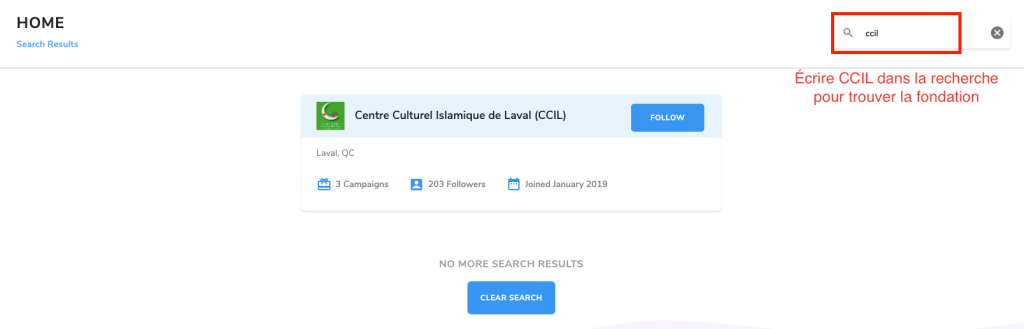 HOME
Search Results
ccil
Écrire CCIL dans la recherche
pour trouver la fondation
Centre Culturel Islamique de Laval (CCIL)
FOLLOW
Laval, QC
3 Campaigns
203 Followers
Joined January 2019
NO MORE SEARCH RESULTS
CLEAR SEARCH